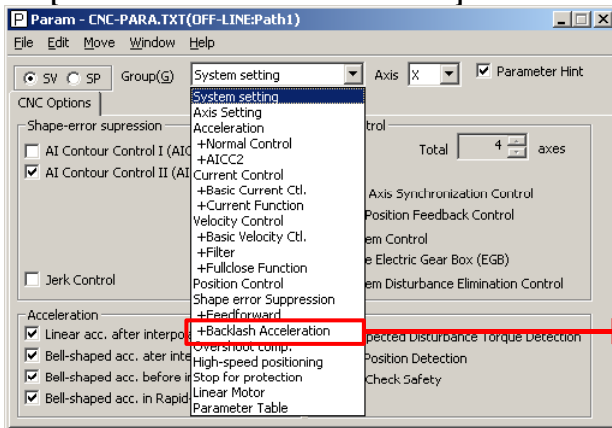 Param - CNC-PARA.TXT(OFF-LINE:Path1)
File Edit Move Window Help
SV SP Group(G) System setting Axis X Parameter Hint
CNC Options
System setting
Axis Setting
Acceleration
+Normal Control
+AICC2
Current Control
+Basic Current Ctl.
+Current Function
Velocity Control
+Basic Velocity Ctl.
+Filter
+Fullclose Function
Position Control
Shape error Suppression
+Feedforward
+Backlash Acceleration
Overshoot comp.
High-speed positioning
Stop for protection
Linear Motor
Parameter Table
Shape-error supression
AI Contour Control I (AIC
AI Contour Control II (AI
Jerk Control
trol
Total 4 axes
Axis Synchronization Control
Position Feedback Control
em Control
e Electric Gear Box (EGB)
em Disturbance Elimination Control
Acceleration
Linear acc. after interpo
Bell-shaped acc. ater inte
Bell-shaped acc. before i
Bell-shaped acc. in Rapid
pected Disturbance Torque Detection
Position Detection
Check Safety